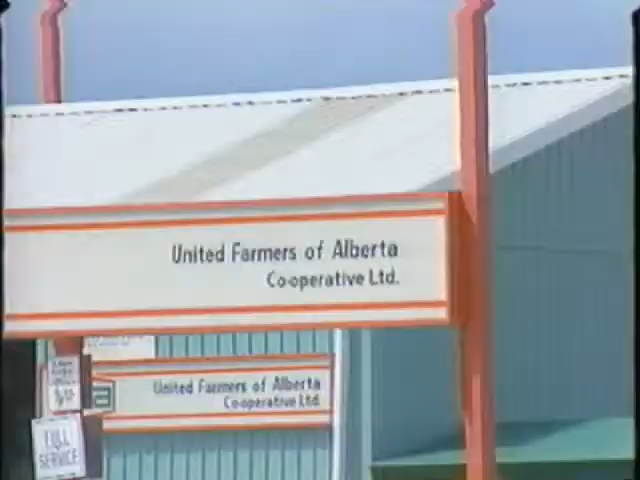 United Farmers of Alberta
Co-operative Ltd.
United Farmers of Alberta
Co-operative Ltd.
FULL
SERVICE